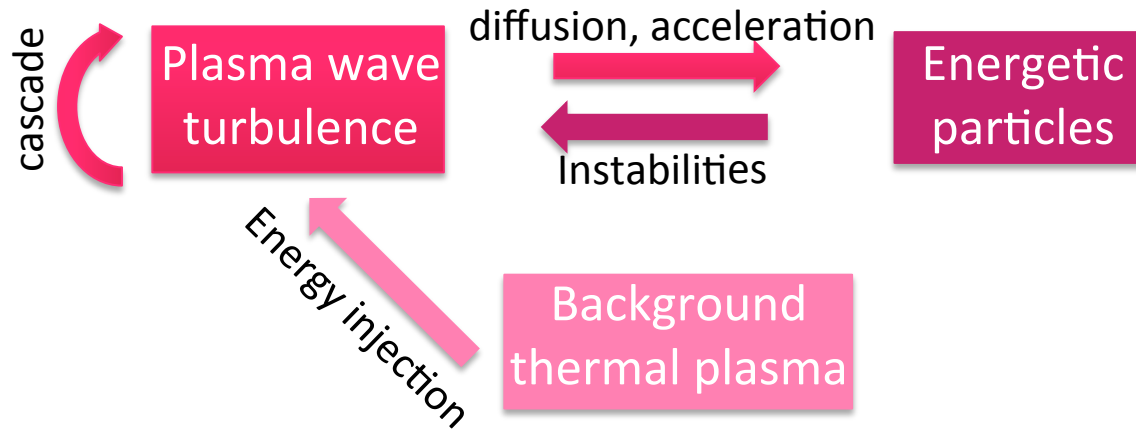 cascade
Plasma wave
turbulence
diffusion, acceleration
Instabilities
Energetic
particles
Energy injection
Background
thermal plasma